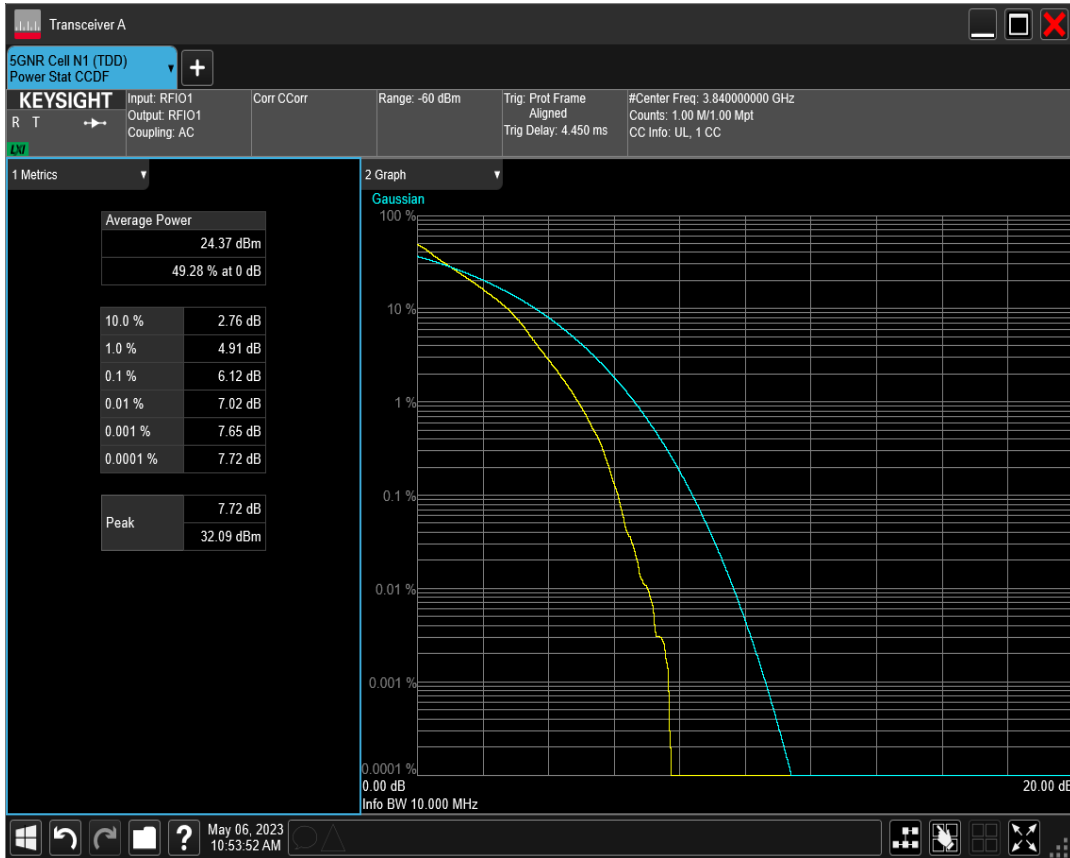 Transceiver A
5GNR Cell N1 (TDD)
Power Stat CCDF
+
KEYSIGHT
R T
LXI
Input: RFIO1
Output: RFIO1
Coupling: AC
Corr CCorr
Range: -60 dBm
Trig: Prot Frame
Aligned
Trig Delay: 4.450 ms
#Center Freq: 3.840000000 GHz
Counts: 1.00 M/1.00 Mpt
CC Info: UL, 1 CC
1 Metrics
Average Power
24.37 dBm
49.28 % at 0 dB
10.0 % 2.76 dB
1.0 % 4.91 dB
0.1 % 6.12 dB
0.01 % 7.02 dB
0.001 % 7.65 dB
0.0001 % 7.72 dB
Peak
7.72 dB
32.09 dBm
2 Graph
Gaussian
100 %
10 %
1 %
0.1 %
0.01 %
0.001 %
0.0001 %
0.00 dB
20.00 dB
Info BW 10.000 MHz
?
May 06, 2023
10:53:52 AM